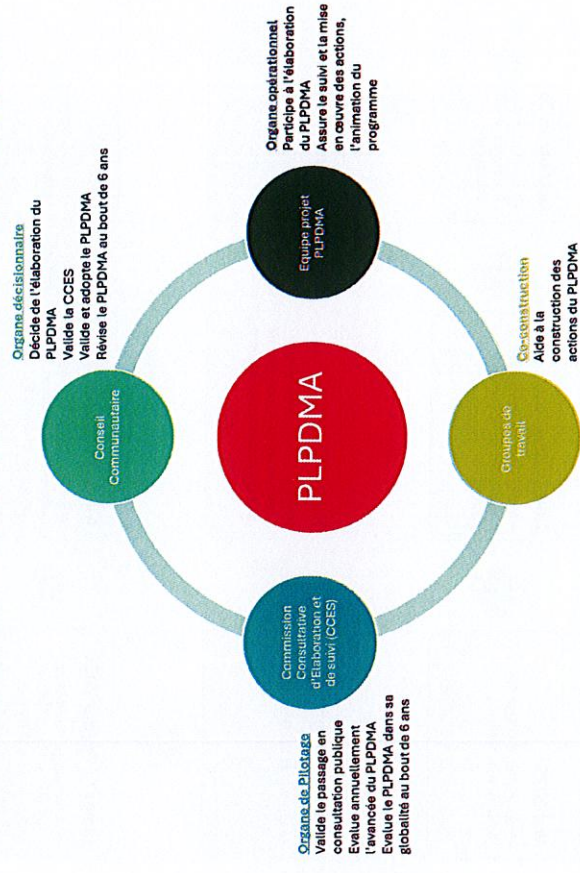 Organe décisionnaire
Décide de l'élaboration du
PLPDMA
Valide la CCES
Valide et adopte le PLPDMA
Révise le PLPDMA au bout de 6 ans
Conseil
Communautaire
Organe opérationnel
Participe à l'élaboration
du PLPDMA
Assure le suivi et la mise
en œuvre des actions,
l'animation du
programme
Equipe projet
PLPDMA
PLPDMA
Commission
Consultative
d'Elaboration et
de suivi (CCES)
Organe de Pilotage
Valide le passage en
consultation publique
Evalue annuellement
l'avancée du PLPDMA
Evalue le PLPDMA dans sa
globalité au bout de 6 ans
Groupes de
travail
Co-construction
Aide à la
construction des
actions du PLPDMA